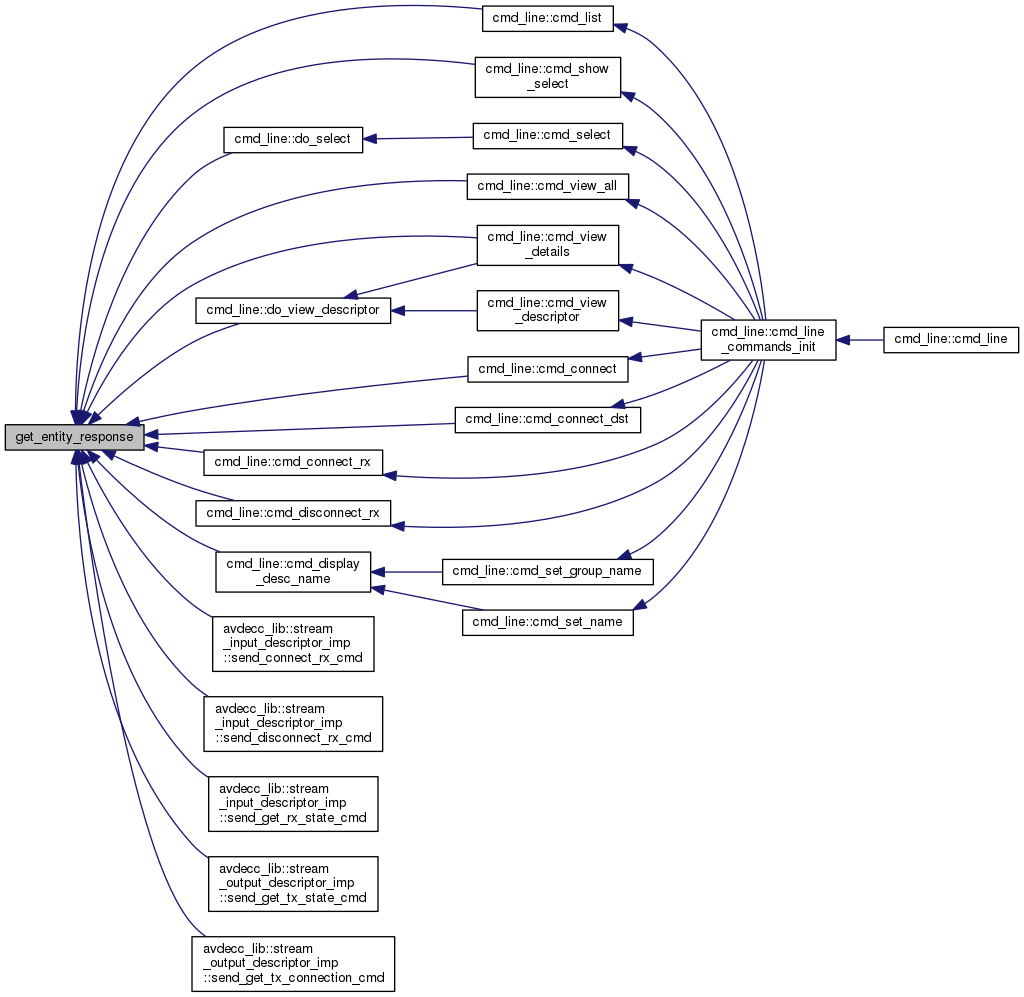 cmd_line::cmd_list
cmd_line::cmd_show
_select
cmd_line::do_select
cmd_line::cmd_select
cmd_line::cmd_view_all
cmd_line::cmd_view
_details
cmd_line::do_view_descriptor
cmd_line::cmd_view
_descriptor
cmd_line::cmd_line
_commands_init
cmd_line::cmd_line
cmd_line::cmd_connect
cmd_line::cmd_connect_dst
get_entity_response
cmd_line::cmd_connect_rx
cmd_line::cmd_disconnect_rx
cmd_line::cmd_display
_desc_name
cmd_line::cmd_set_group_name
cmd_line::cmd_set_name
avdecc_lib::stream
_input_descriptor_imp
::send_connect_rx_cmd
avdecc_lib::stream
_input_descriptor_imp
::send_disconnect_rx_cmd
avdecc_lib::stream
_input_descriptor_imp
::send_get_rx_state_cmd
avdecc_lib::stream
_output_descriptor_imp
::send_get_tx_state_cmd
avdecc_lib::stream
_output_descriptor_imp
::send_get_tx_connection_cmd